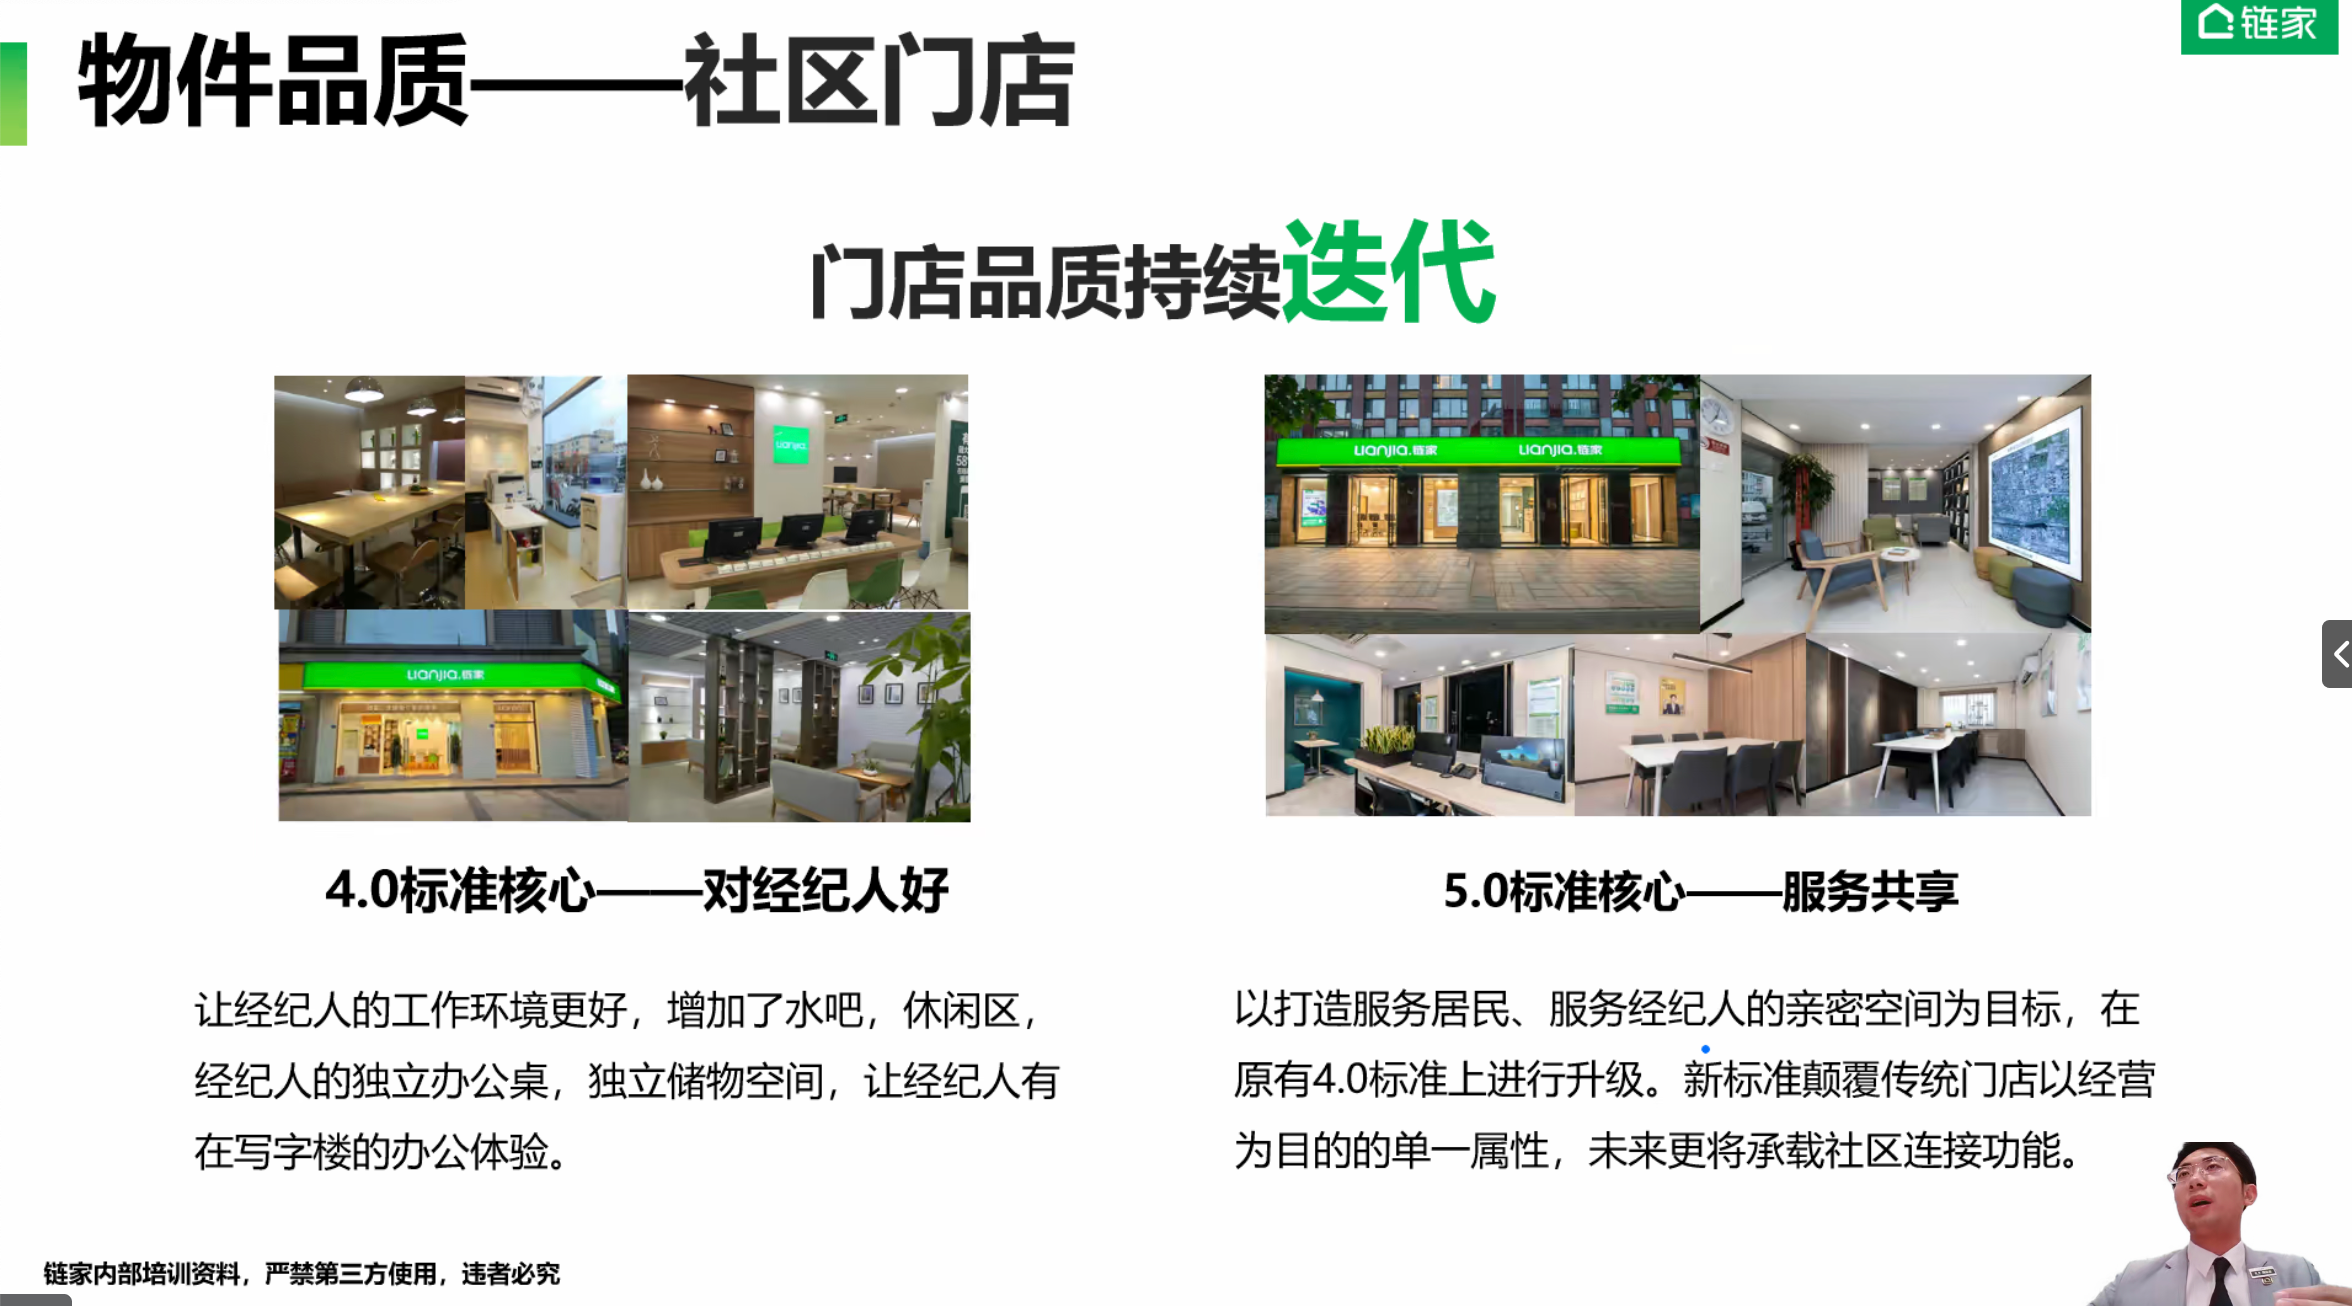 链家
物件品质——社区门店
门店品质持续迭代
Lianjia.
Lianjia.链家
Lianjia.链家
Lianjia.链家
4.0标准核心——对经纪人好
5.0标准核心——服务共享
让经纪人的工作环境更好，增加了水吧，休闲区，
经纪人的独立办公桌，独立储物空间，让经纪人有
在写字楼的办公体验。
以打造服务居民、服务经纪人的亲密空间为目标，在
原有4.0标准上进行升级。新标准颠覆传统门店以经营
为目的的单一属性，未来更将承载社区连接功能。
链家内部培训资料，严禁第三方使用，违者必究